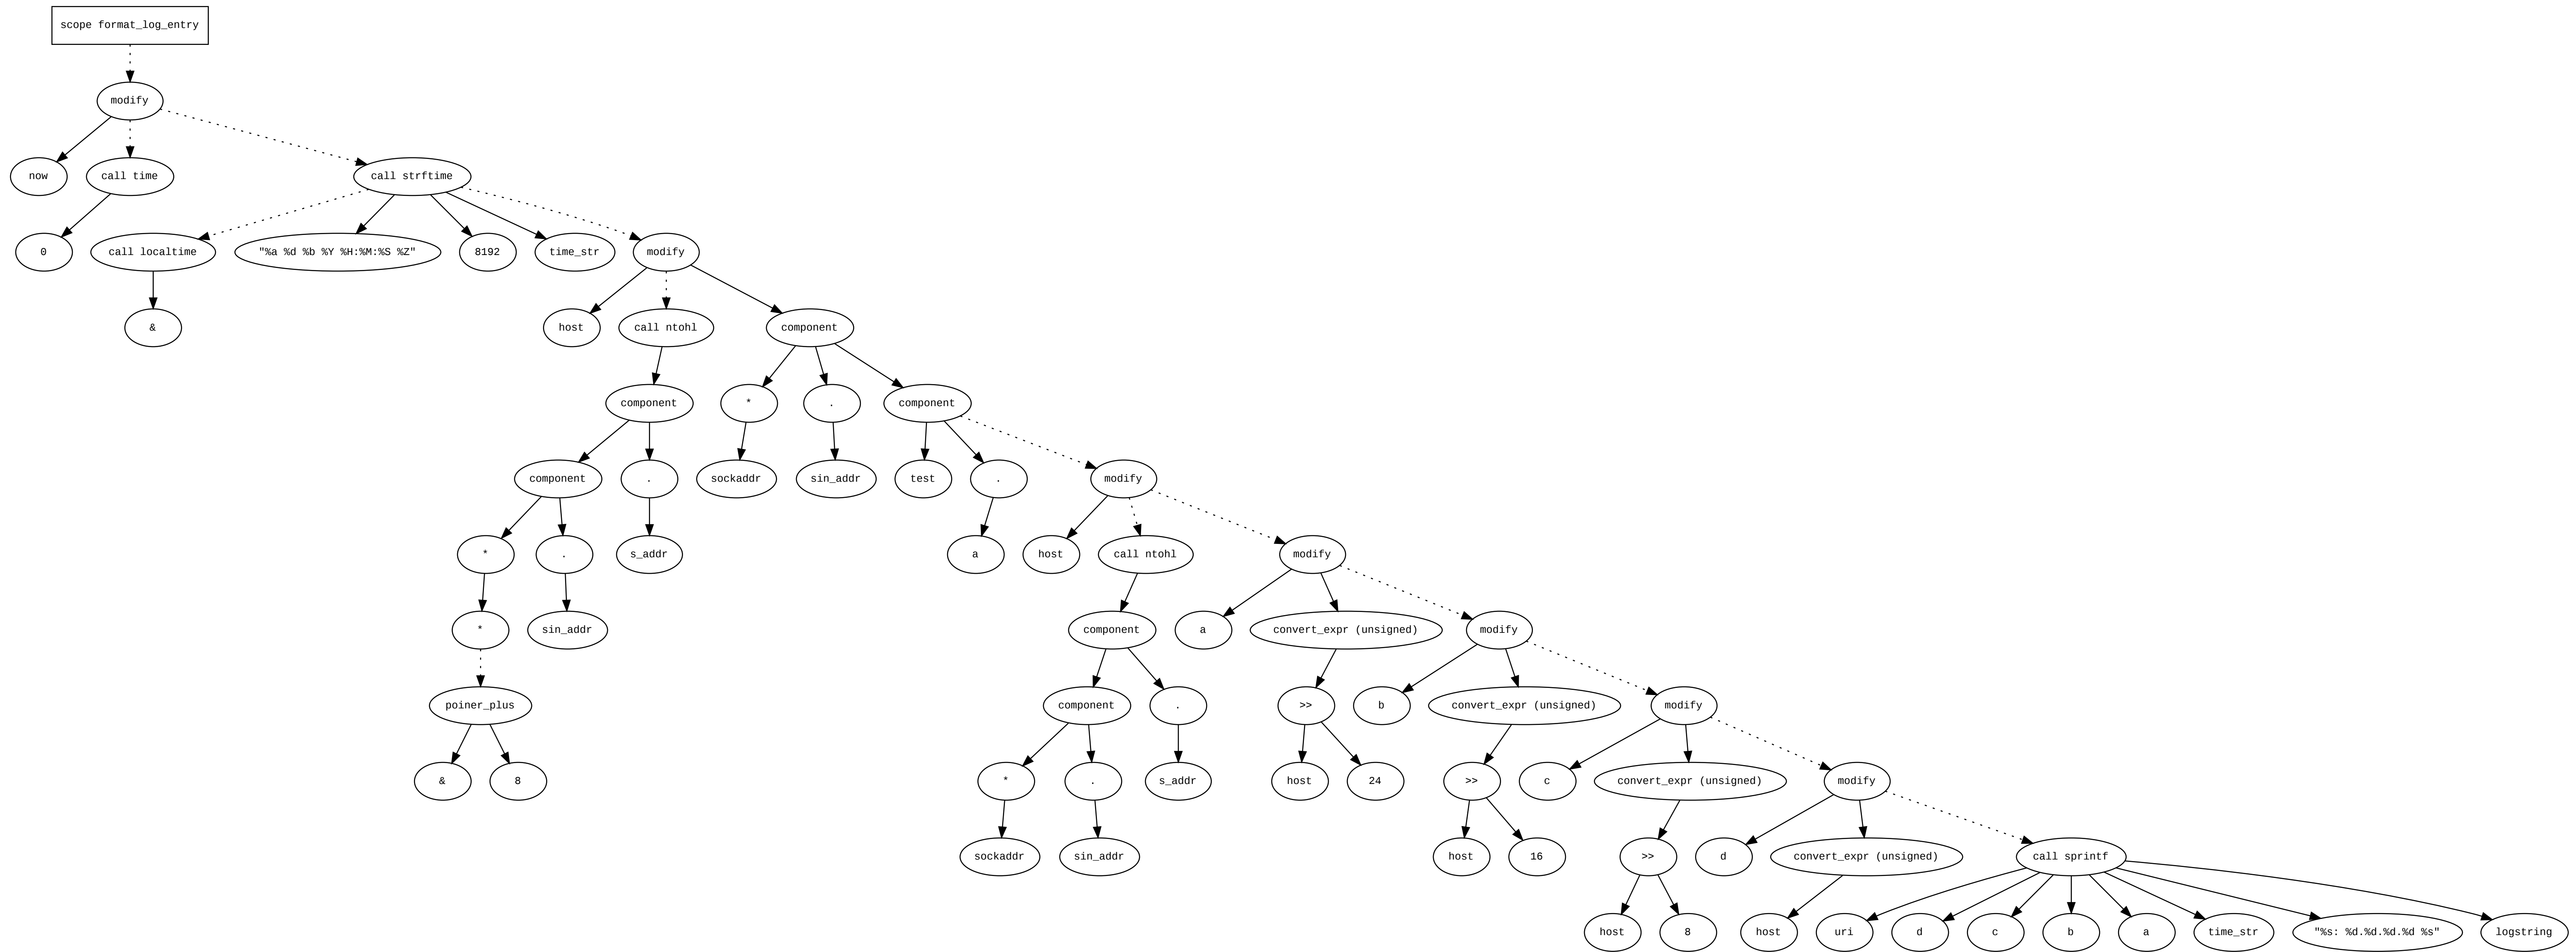 scope format_log_entry
modify
now
call time
call strftime
0
call localtime
"%a %d %b %Y %H:%M:%S %Z"
8192
time_str
modify
&
host
call ntohl
component
component
*
.
component
component
.
sockaddr
sin_addr
test
.
modify
*
.
s_addr
a
host
call ntohl
modify
*
sin_addr
component
a
convert_expr (unsigned)
modify
poiner_plus
component
.
>>
b
convert_expr (unsigned)
modify
&
8
*
.
s_addr
host
24
>>
c
convert_expr (unsigned)
modify
sockaddr
sin_addr
host
16
>>
d
convert_expr (unsigned)
call sprintf
host
8
host
uri
d
c
b
a
time_str
"%s: %d.%d.%d.%d %s"
logstring